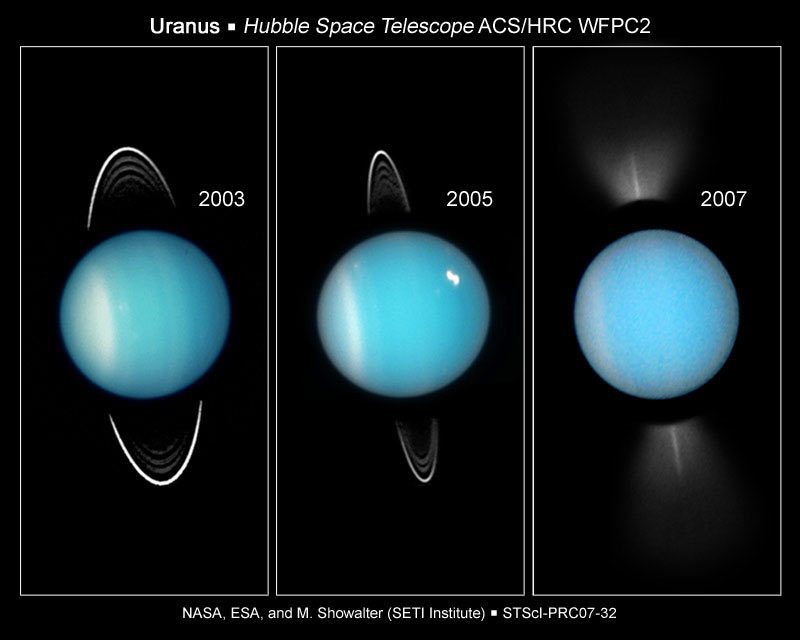 Uranus ▪ Hubble Space Telescope ACS/HRC WFPC2
2003
2005
2007
NASA, ESA, and M. Showalter (SETI Institute) ▪ STScI-PRC07-32